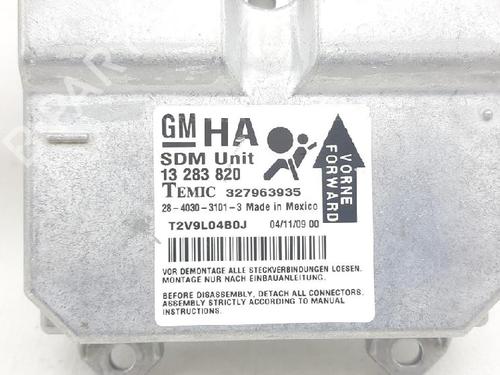 GM HA
SDM Unit
13 283 820
TEMIC 327963935
28-4030-3101-3 Made in Mexico
T2V9L04B0J 04/11/09 00
VORNE
FORWARD
VOR DEMONTAGE ALLE STECKVERBINDUNGEN LOESEN.
MONTAGE NUR NACH EINBAUANLEITUNG.
BEFORE DISASSEMBLY, DETACH ALL CONNECTORS.
ASSEMBLY STRICTLY ACCORDING TO MANUAL
INSTRUCTIONS.